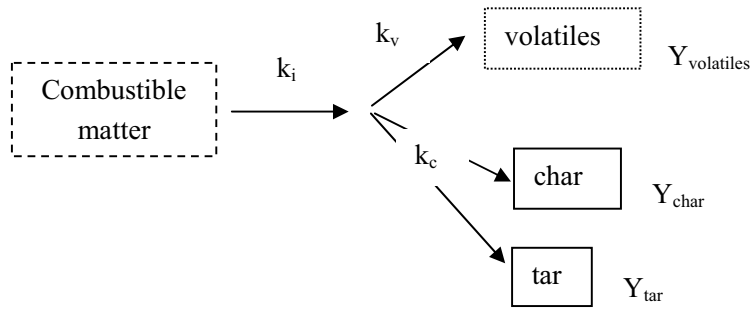 k_v
volatiles
Y_volatiles
k_i
Combustible
matter
k_c
char
Y_char
tar
Y_tar